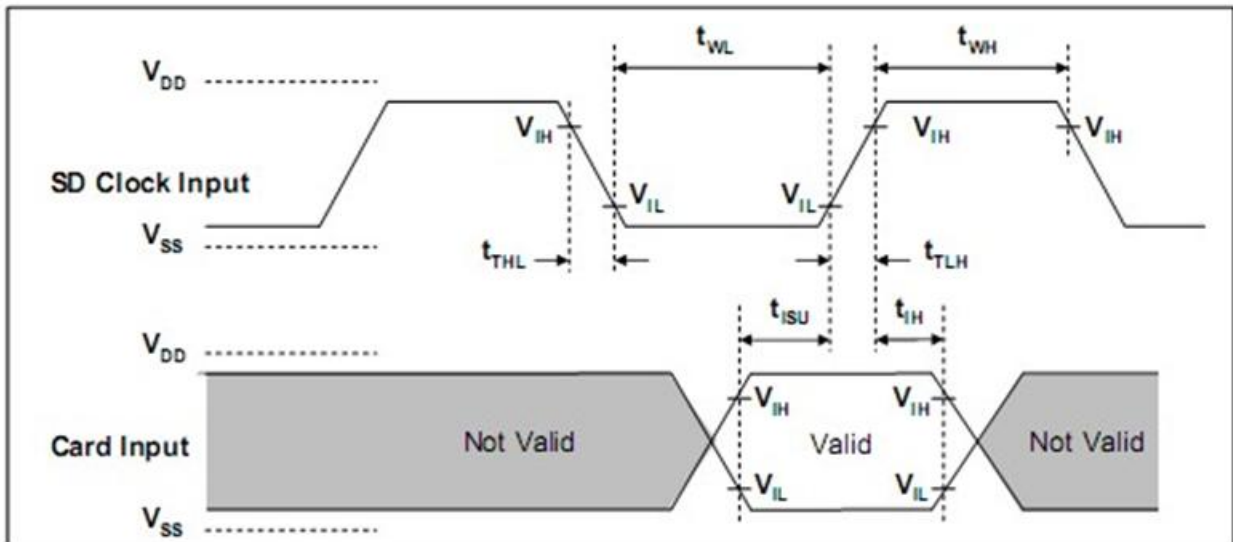 tWL
tWH
VDD
VIH
VIH
VIH
SD Clock Input
VIL
VIL
VSS
tTHL
tTLH
tISU
tIH
VDD
VIH
VIH
Card Input
Not Valid
Valid
Not Valid
VIL
VIL
VSS